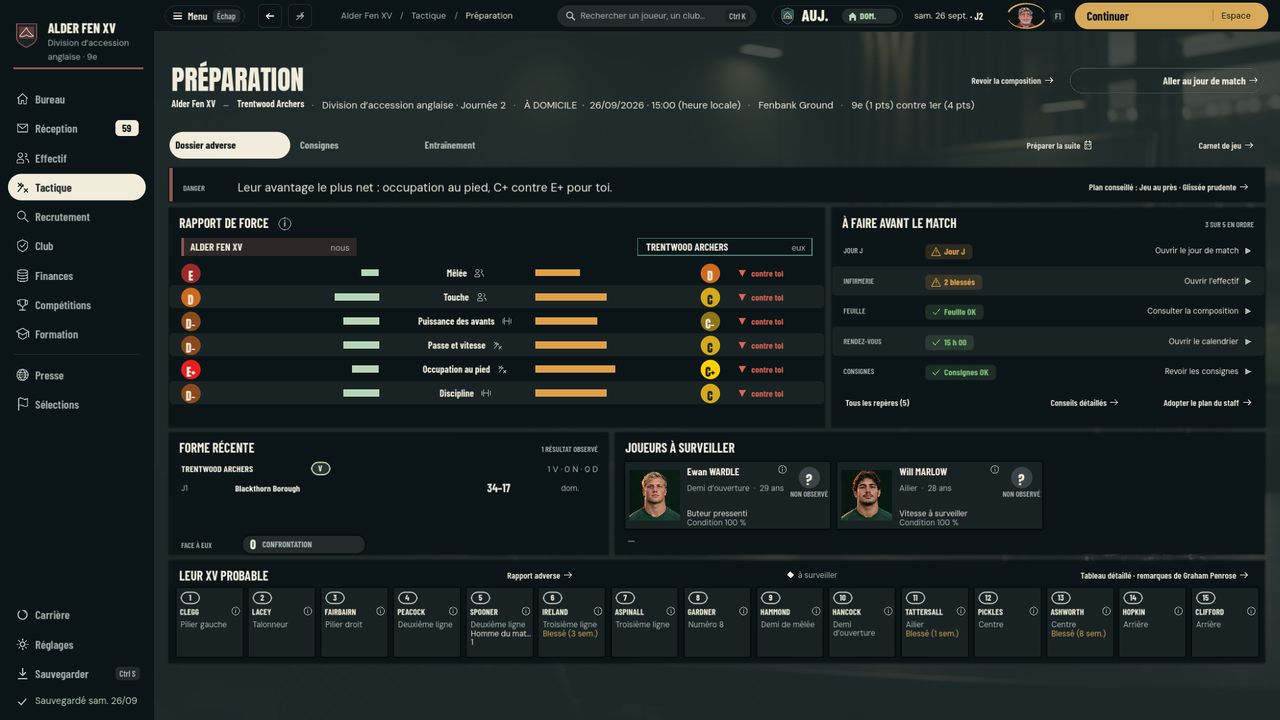 ALDER FEN XV
Division d'accession
anglaise · 9e
Menu Échap
Alder Fen XV / Tactique / Préparation
Rechercher un joueur, un club... Ctrl K
AUJ. DOM.
sam. 26 sept. · J2
F1
Continuer Espace
Bureau
Réception 59
Effectif
Tactique
Recrutement
Club
Finances
Compétitions
Formation
Presse
Sélections
Carrière
Réglages
Sauvegarder Ctrl S
Sauvegardé sam. 26/09
PRÉPARATION
Revoir la composition →
Aller au jour de match →
Alder Fen XV – Trentwood Archers · Division d'accession anglaise · Journée 2 · À DOMICILE · 26/09/2026 · 15:00 (heure locale) · Fenbank Ground · 9e (1 pts) contre 1er (4 pts)
Dossier adverse Consignes Entraînement
Préparer la suite
Carnet de jeu →
DANGER Leur avantage le plus net : occupation au pied, C+ contre E+ pour toi.
Plan conseillé : Jeu au près · Glissée prudente →
RAPPORT DE FORCE
ALDER FEN XV nous
TRENTWOOD ARCHERS eux
E Mêlée D ▼ contre toi
D Touche C ▼ contre toi
D- Puissance des avants C- ▼ contre toi
D- Passe et vitesse C ▼ contre toi
E+ Occupation au pied C+ ▼ contre toi
D- Discipline C ▼ contre toi
À FAIRE AVANT LE MATCH
3 SUR 5 EN ORDRE
JOUR J Jour J Ouvrir le jour de match ▶
INFIRMERIE 2 blessés Ouvrir l'effectif ▶
FEUILLE Feuille OK Consulter la composition ▶
RENDEZ-VOUS 15 h 00 Ouvrir le calendrier ▶
CONSIGNES Consignes OK Revoir les consignes ▶
Tous les repères (5) Conseils détaillés → Adopter le plan du staff →
FORME RÉCENTE
1 RÉSULTAT OBSERVÉ
TRENTWOOD ARCHERS V 1 V · 0 N · 0 D
J1 Blackthorn Borough 34–17 dom.
FACE À EUX 0 CONFRONTATION
JOUEURS À SURVEILLER
Ewan WARDLE
Demi d'ouverture · 29 ans
? NON OBSERVÉ
Buteur pressenti
Condition 100 %
Will MARLOW
Ailier · 28 ans
? NON OBSERVÉ
Vitesse à surveiller
Condition 100 %
—
LEUR XV PROBABLE
Rapport adverse →
◆ à surveiller
Tableau détaillé · remarques de Graham Penrose →
1
CLEGG
Pilier gauche
2
LACEY
Talonneur
3
FAIRBAIRN
Pilier droit
4
PEACOCK
Deuxième ligne
5
SPOONER
Deuxième ligne
Homme du mat...
1
6
IRELAND
Troisième ligne
Blessé (3 sem.)
7
ASPINALL
Troisième ligne
8
GARDNER
Numéro 8
9
HAMMOND
Demi de mêlée
10
HANCOCK
Demi
d'ouverture
11
TATTERSALL
Ailier
Blessé (1 sem.)
12
PICKLES
Centre
13
ASHWORTH
Centre
Blessé (8 sem.)
14
HOPKIN
Arrière
15
CLIFFORD
Arrière